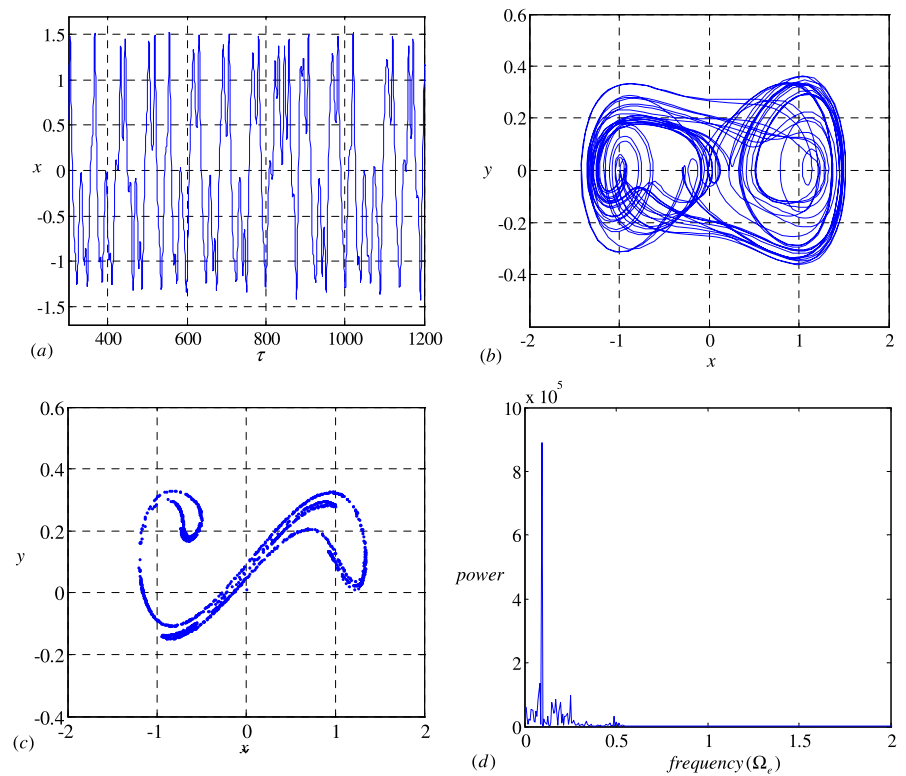 1.5
1
0.5
x
0
-0.5
-1
-1.5
400 600 800 1000 1200
τ
(a)
0.6
0.4
0.2
y
0
-0.2
-0.4
-2 -1 0 1 2
x
(b)
0.6
0.4
0.2
y
0
-0.2
-0.4
-2 -1 0 1 2
x
(c)
x 10^5
10
8
6
power
4
2
0
0 0.5 1 1.5 2
frequency(Ω_e)
(d)